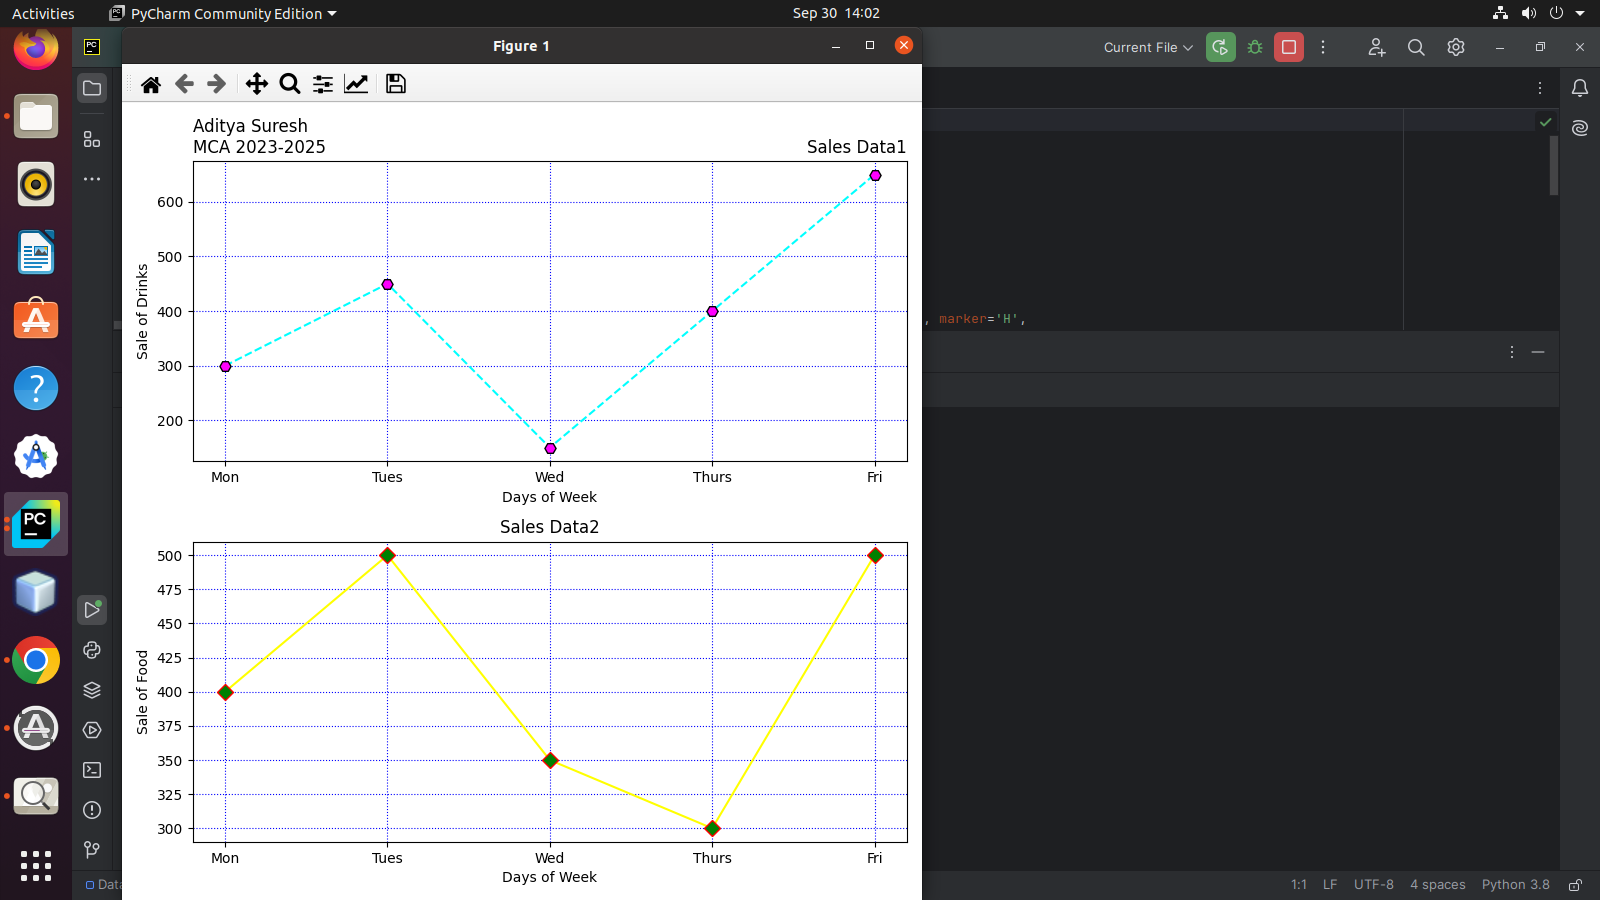 Activities
PyCharm Community Edition
Sep 30 14:02
PC
Figure 1
Current File
Aditya Suresh
MCA 2023-2025
Sales Data1
600
500
400
300
200
Sale of Drinks
Mon
Tues
Wed
Thurs
Fri
Days of Week
, marker='H',
Sales Data2
500
475
450
425
400
375
350
325
300
Sale of Food
Mon
Tues
Wed
Thurs
Fri
Days of Week
PC
Data
1:1
LF
UTF-8
4 spaces
Python 3.8